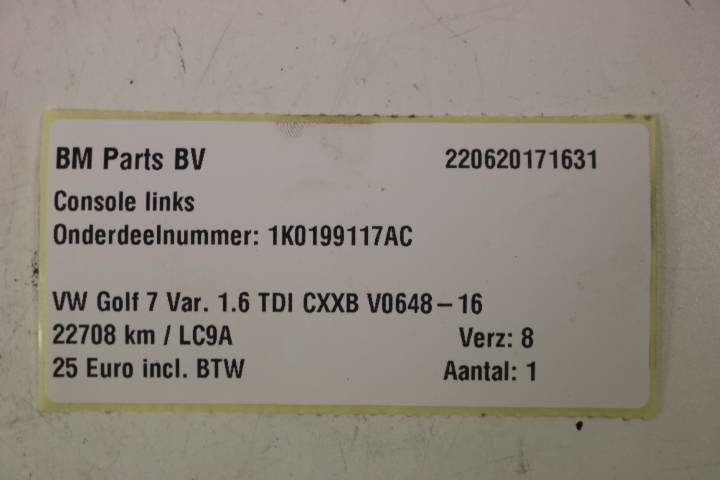 BM Parts BV 220620171631
Console links
Onderdeelnummer: 1K0199117AC
VW Golf 7 Var. 1.6 TDI CXXB V0648-16
22708 km / LC9A Verz: 8
25 Euro incl. BTW Aantal: 1